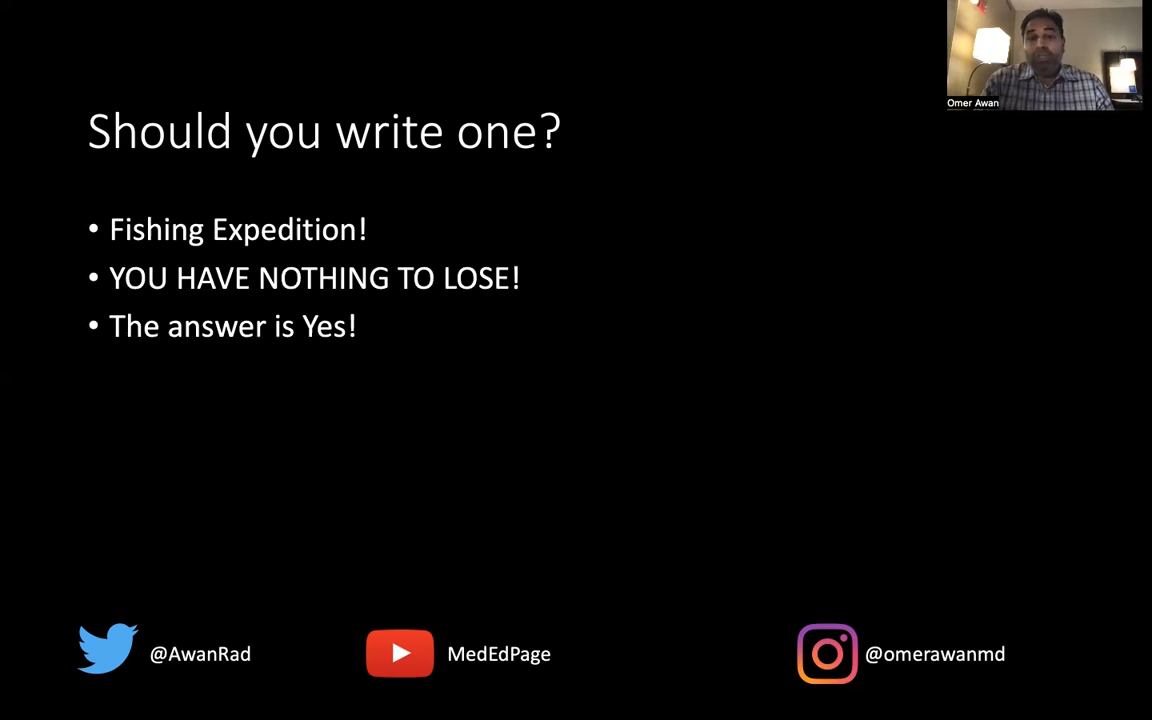 Omer Awan
Should you write one?
• Fishing Expedition!
• YOU HAVE NOTHING TO LOSE!
• The answer is Yes!
@AwanRad
MedEdPage
@omerawanmd